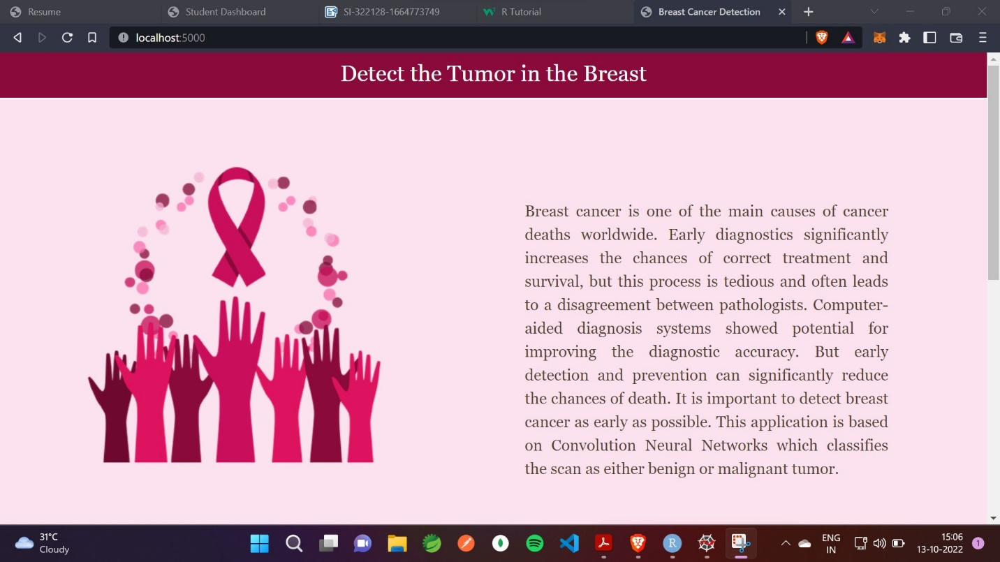 Resume
Student Dashboard
SI-322128-1664773749
R Tutorial
Breast Cancer Detection
localhost:5000
Detect the Tumor in the Breast
Breast cancer is one of the main causes of cancer
deaths worldwide. Early diagnostics significantly
increases the chances of correct treatment and
survival, but this process is tedious and often leads
to a disagreement between pathologists. Computer-
aided diagnosis systems showed potential for
improving the diagnostic accuracy. But early
detection and prevention can significantly reduce
the chances of death. It is important to detect breast
cancer as early as possible. This application is based
on Convolution Neural Networks which classifies
the scan as either benign or malignant tumor.
31°C
Cloudy
R
ENG
IN
15:06
13-10-2022
1